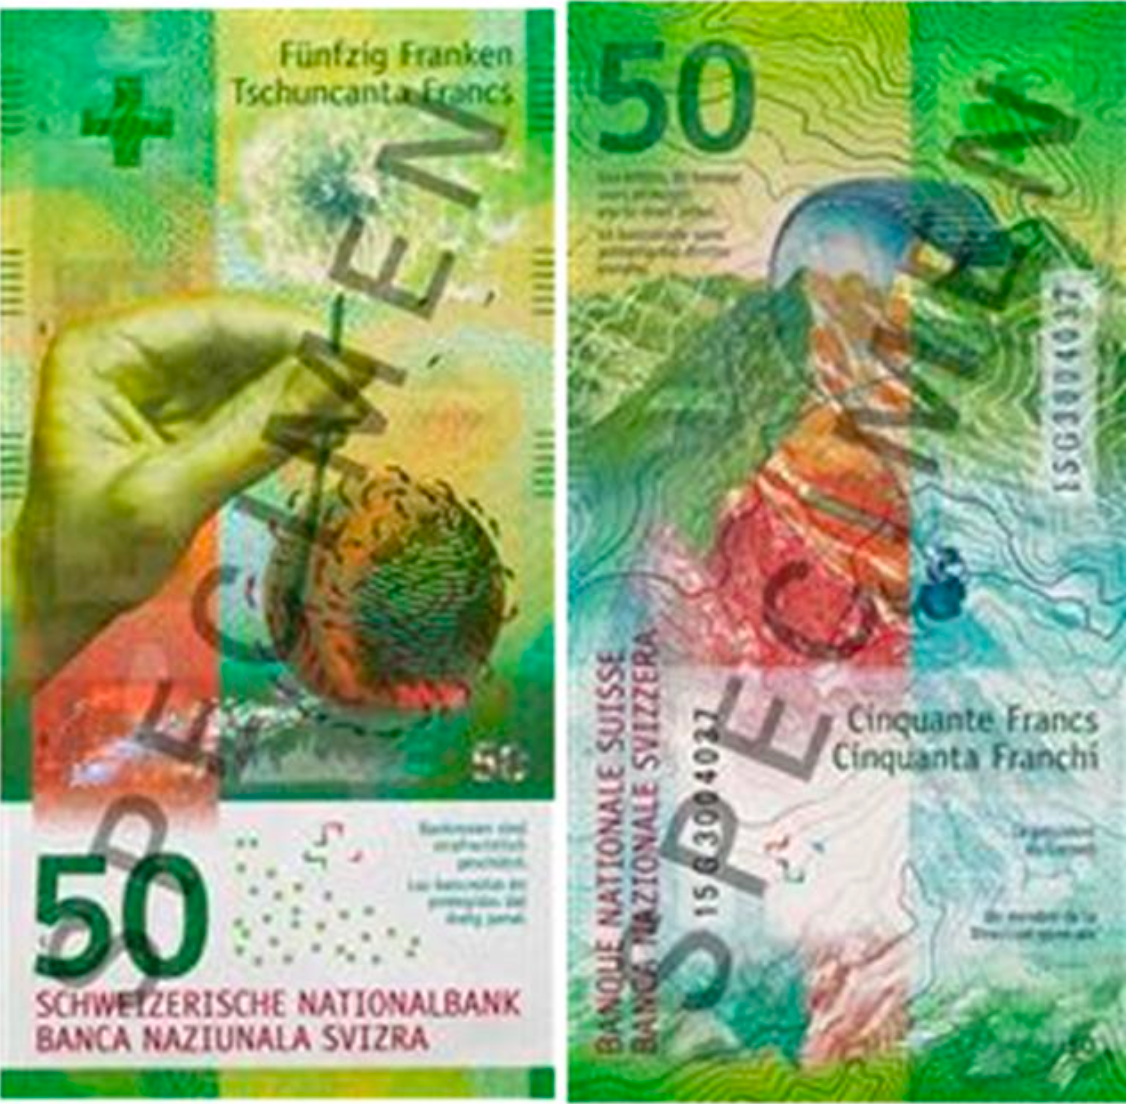 Fünfzig Franken
Tschuncanta Francs
SPECIMEN
50
50
SCHWEIZERISCHE NATIONALBANK
BANCA NAZIUNALA SVIZRA
50
SPECIMEN
15G3004037
BANQUE NATIONALE SUISSE
BANCA NAZIONALE SVIZZERA
15G3004037
Cinquante Francs
Cinquanta Franchi